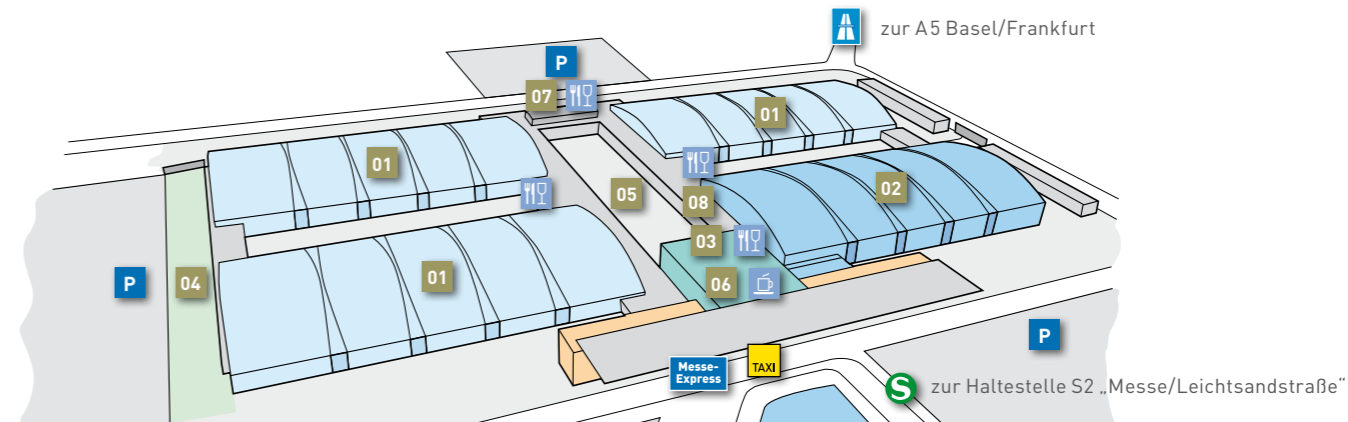 zur A5 Basel/Frankfurt
P
07
01
01
05
02
08
03
01
04
P
06
P
Messe-
Express
TAXI
S
zur Haltestelle S2 „Messe/Leichtsandstraße“